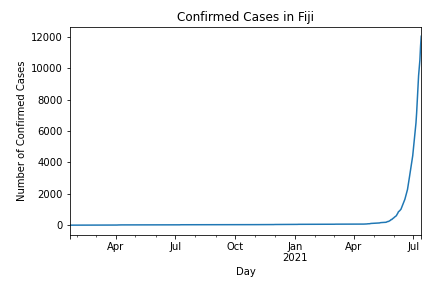 Confirmed Cases in Fiji
Number of Confirmed Cases
12000
10000
8000
6000
4000
2000
0
Apr Jul Oct Jan Apr Jul
2021
Day